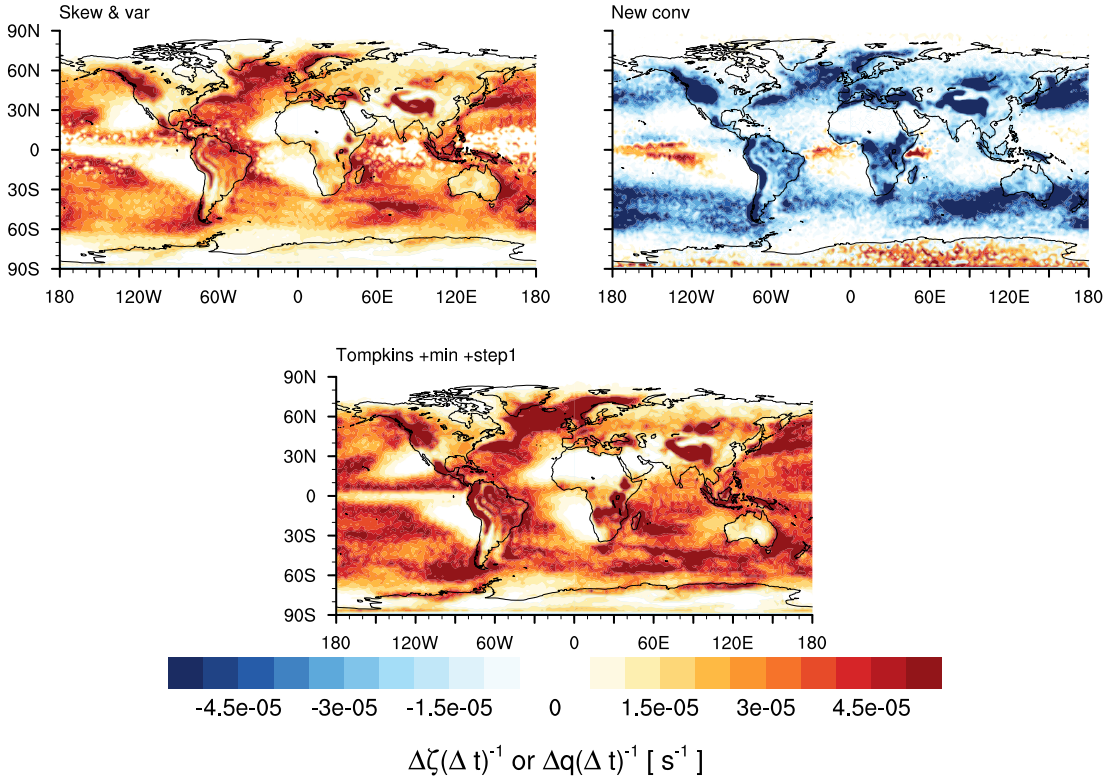 Skew & var
New conv
90N
60N
30N
0
30S
60S
90S
180 120W 60W 0 60E 120E 180
180 120W 60W 0 60E 120E 180
Tompkins +min +step1
90N
60N
30N
0
30S
60S
90S
180 120W 60W 0 60E 120E 180
-4.5e-05 -3e-05 -1.5e-05 0 1.5e-05 3e-05 4.5e-05
Δζ(Δ t)⁻¹ or Δq(Δ t)⁻¹ [ s⁻¹ ]